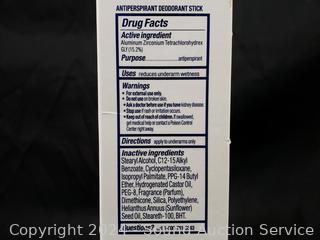 ANTIPERSPIRANT DEODORANT STICK
Drug Facts
Active ingredient
Aluminum Zirconium Tetrachlorohydrex
GLY (15.2%)
Purpose..............antiperspirant
Uses reduces underarm wetness
Warnings
• For external use only.
• Do not use on broken skin.
• Ask a doctor before use if you have kidney disease.
• Stop use if rash or irritation occurs.
• Keep out of reach of children. If swallowed,
get medical help or contact a Poison Control
Center right away.
Directions apply to underarms only
Inactive ingredients
Stearyl Alcohol, C12-15 Alkyl
Benzoate, Cyclopentasiloxane,
Isopropyl Palmitate, PPG-14 Butyl
Ether, Hydrogenated Castor Oil,
PEG-8, Fragrance (Parfum),
Dimethicone, Silica, Polyethylene,
Helianthus Annuus (Sunflower)
Seed Oil, Steareth-100, BHT.
Questions?
Copyright 2024 Sound Auction Service